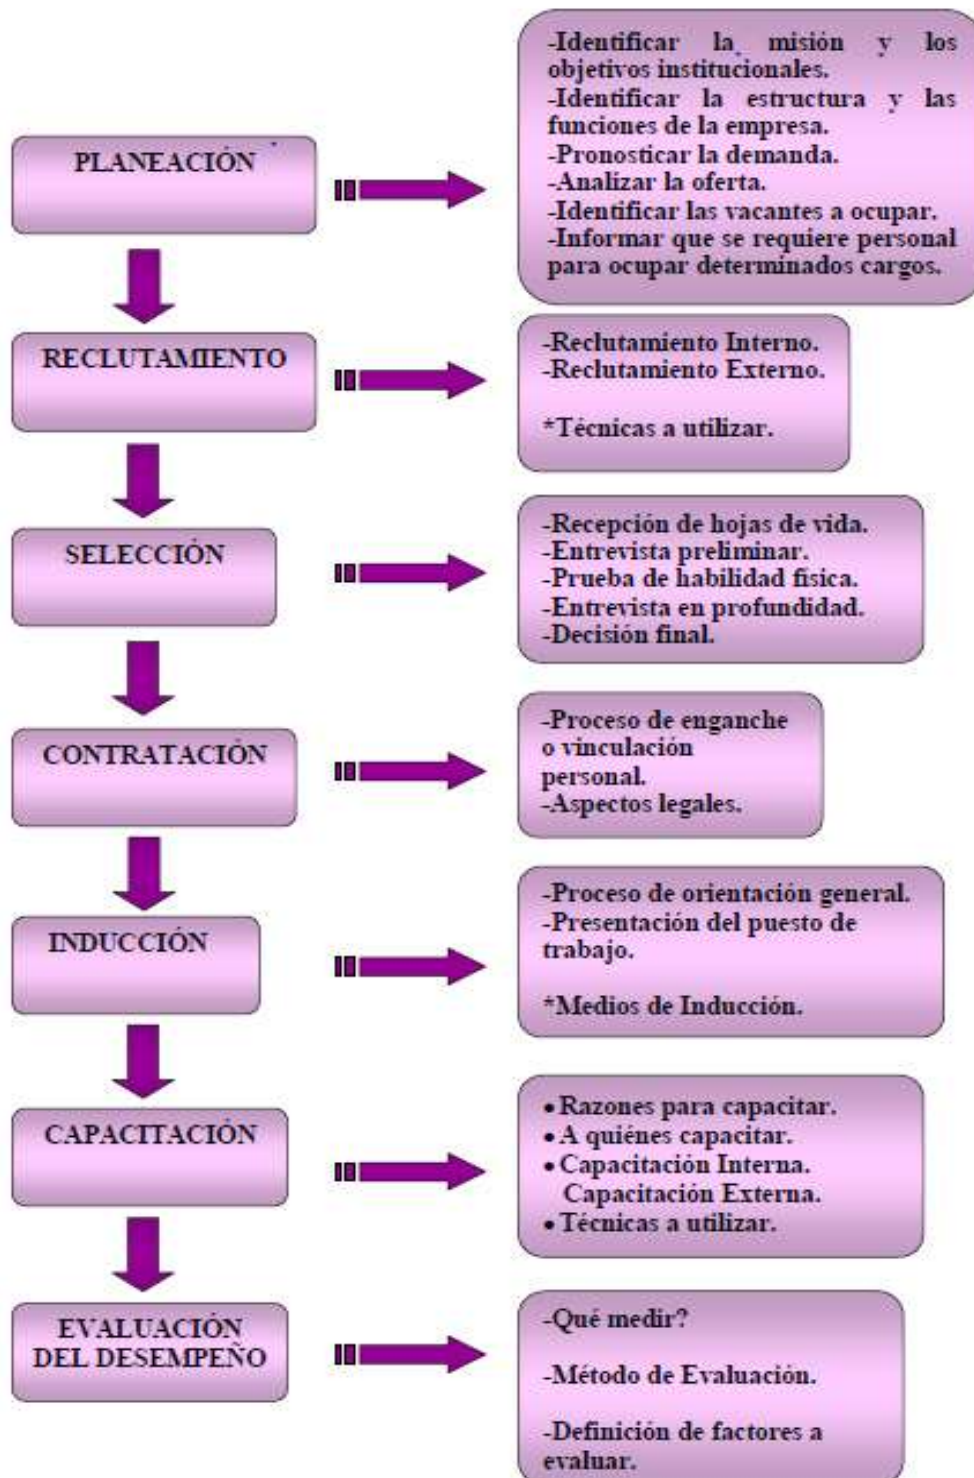 PLANEACIÓN
-Identificar la misión y los
objetivos institucionales.
-Identificar la estructura y las
funciones de la empresa.
-Pronosticar la demanda.
-Analizar la oferta.
-Identificar las vacantes a ocupar.
-Informar que se requiere personal
para ocupar determinados cargos.
RECLUTAMIENTO
-Reclutamiento Interno.
-Reclutamiento Externo.
*Técnicas a utilizar.
SELECCIÓN
-Recepción de hojas de vida.
-Entrevista preliminar.
-Prueba de habilidad física.
-Entrevista en profundidad.
-Decisión final.
CONTRATACIÓN
-Proceso de enganche
o vinculación
personal.
-Aspectos legales.
INDUCCIÓN
-Proceso de orientación general.
-Presentación del puesto de
trabajo.
*Medios de Inducción.
CAPACITACIÓN
• Razones para capacitar.
• A quiénes capacitar.
• Capacitación Interna.
Capacitación Externa.
• Técnicas a utilizar.
EVALUACIÓN
DEL DESEMPEÑO
-Qué medir?
-Método de Evaluación.
-Definición de factores a
evaluar.